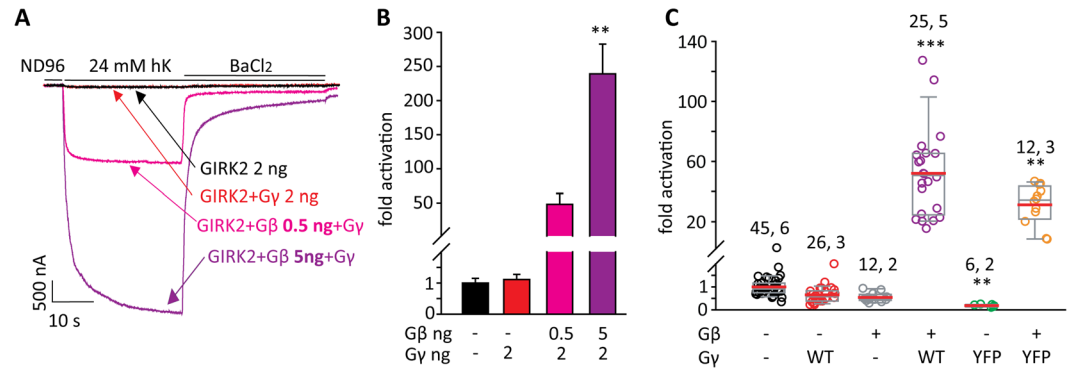 A
ND96
24 mM hK
BaCl2
GIRK2 2 ng
GIRK2+Gγ 2 ng
GIRK2+Gβ 0.5 ng+Gγ
GIRK2+Gβ 5ng+Gγ
500 nA
10 s
B
fold activation
300
250
200
150
100
50
1
0
**
Gβ ng - - 0.5 5
Gγ ng - 2 2 2
C
fold activation
140
100
60
20
1
0
45, 6
26, 3
12, 2
25, 5
***
6, 2
**
12, 3
**
Gβ - - + + - +
Gγ - WT - WT YFP YFP